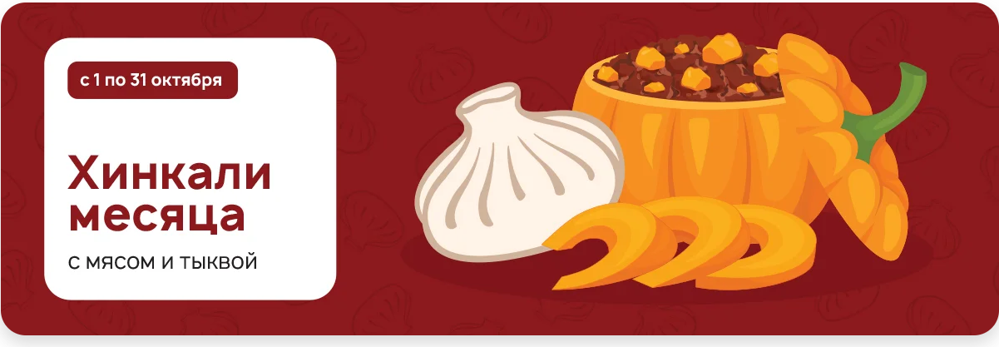 с 1 по 31 октября
Хинкали
месяца
с мясом и тыквой